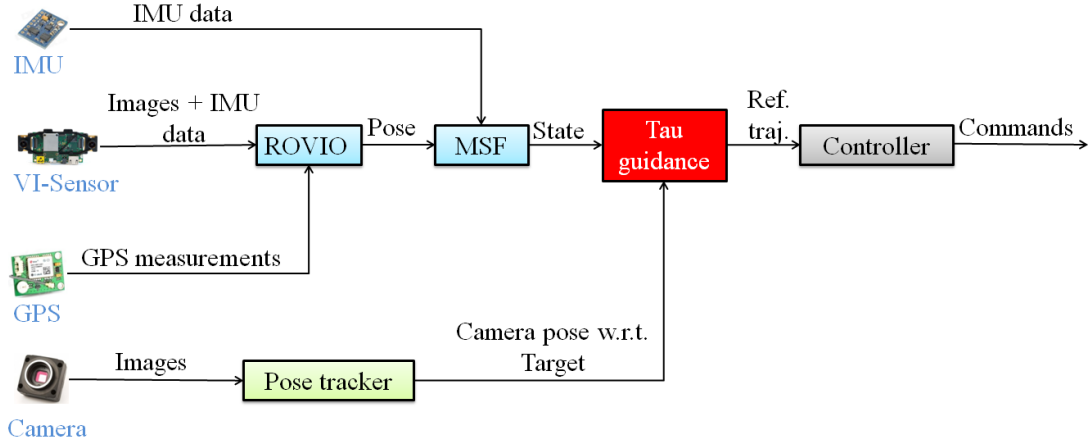 IMU data
IMU
Images + IMU
data
VI-Sensor
ROVIO
Pose
MSF
State
Tau
guidance
Ref.
traj.
Controller
Commands
GPS measurements
GPS
Camera pose w.r.t.
Target
Images
Pose tracker
Camera